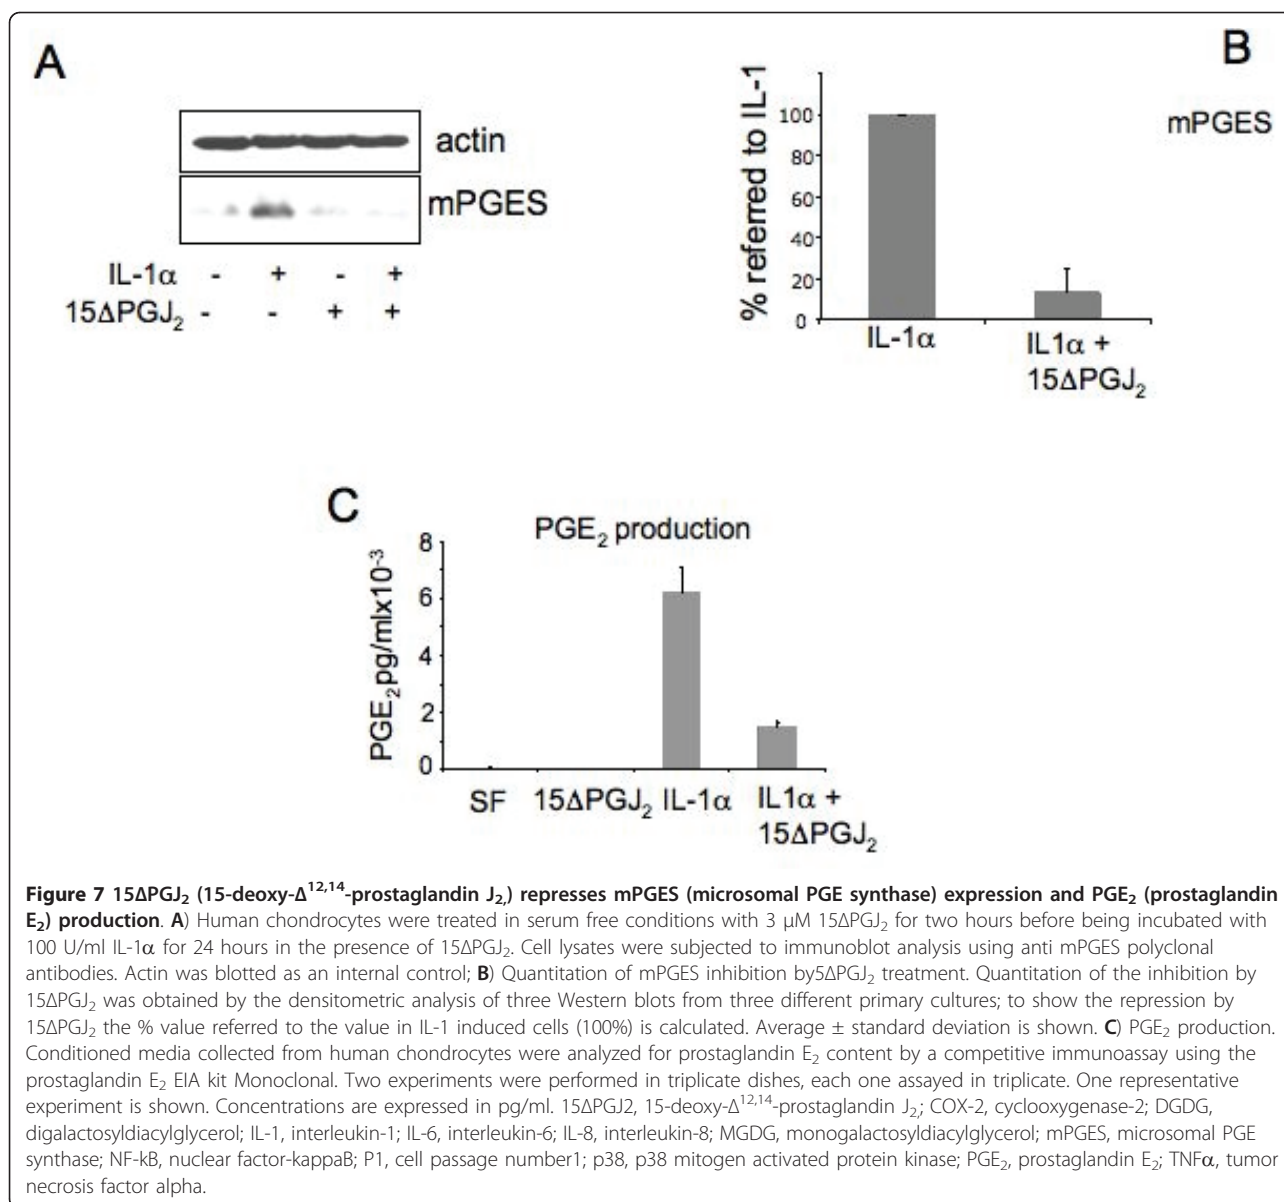 A
actin
mPGES
IL-1α - + - +
15ΔPGJ₂ - - + +
B
mPGES
% referred to IL-1
100
80
60
40
20
0
IL-1α
IL1α +
15ΔPGJ₂
C
PGE₂ production
PGE₂pg/mlx10⁻³
8
6
4
2
0
SF 15ΔPGJ₂ IL-1α IL1α +
15ΔPGJ₂
Figure 7 15ΔPGJ₂ (15-deoxy-Δ¹²,¹⁴-prostaglandin J₂,) represses mPGES (microsomal PGE synthase) expression and PGE₂ (prostaglandin
E₂) production. A) Human chondrocytes were treated in serum free conditions with 3 μM 15ΔPGJ₂ for two hours before being incubated with
100 U/ml IL-1α for 24 hours in the presence of 15ΔPGJ₂. Cell lysates were subjected to immunoblot analysis using anti mPGES polyclonal
antibodies. Actin was blotted as an internal control; B) Quantitation of mPGES inhibition by5ΔPGJ₂ treatment. Quantitation of the inhibition by
15ΔPGJ₂ was obtained by the densitometric analysis of three Western blots from three different primary cultures; to show the repression by
15ΔPGJ₂ the % value referred to the value in IL-1 induced cells (100%) is calculated. Average ± standard deviation is shown. C) PGE₂ production.
Conditioned media collected from human chondrocytes were analyzed for prostaglandin E₂ content by a competitive immunoassay using the
prostaglandin E₂ EIA kit Monoclonal. Two experiments were performed in triplicate dishes, each one assayed in triplicate. One representative
experiment is shown. Concentrations are expressed in pg/ml. 15ΔPGJ2, 15-deoxy-Δ¹²,¹⁴-prostaglandin J₂,; COX-2, cyclooxygenase-2; DGDG,
digalactosyldiacylglycerol; IL-1, interleukin-1; IL-6, interleukin-6; IL-8, interleukin-8; MGDG, monogalactosyldiacylglycerol; mPGES, microsomal PGE
synthase; NF-kB, nuclear factor-kappaB; P1, cell passage number1; p38, p38 mitogen activated protein kinase; PGE₂, prostaglandin E₂; TNFα, tumor
necrosis factor alpha.